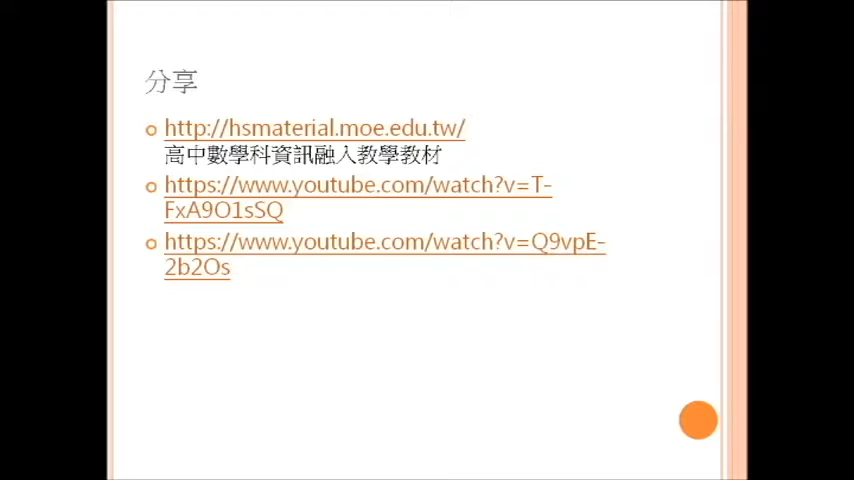 分享
http://hsmaterial.moe.edu.tw/
高中數學科資訊融入教學教材
https://www.youtube.com/watch?v=T-
FxA9O1sSQ
https://www.youtube.com/watch?v=Q9vpE-
2b2Os